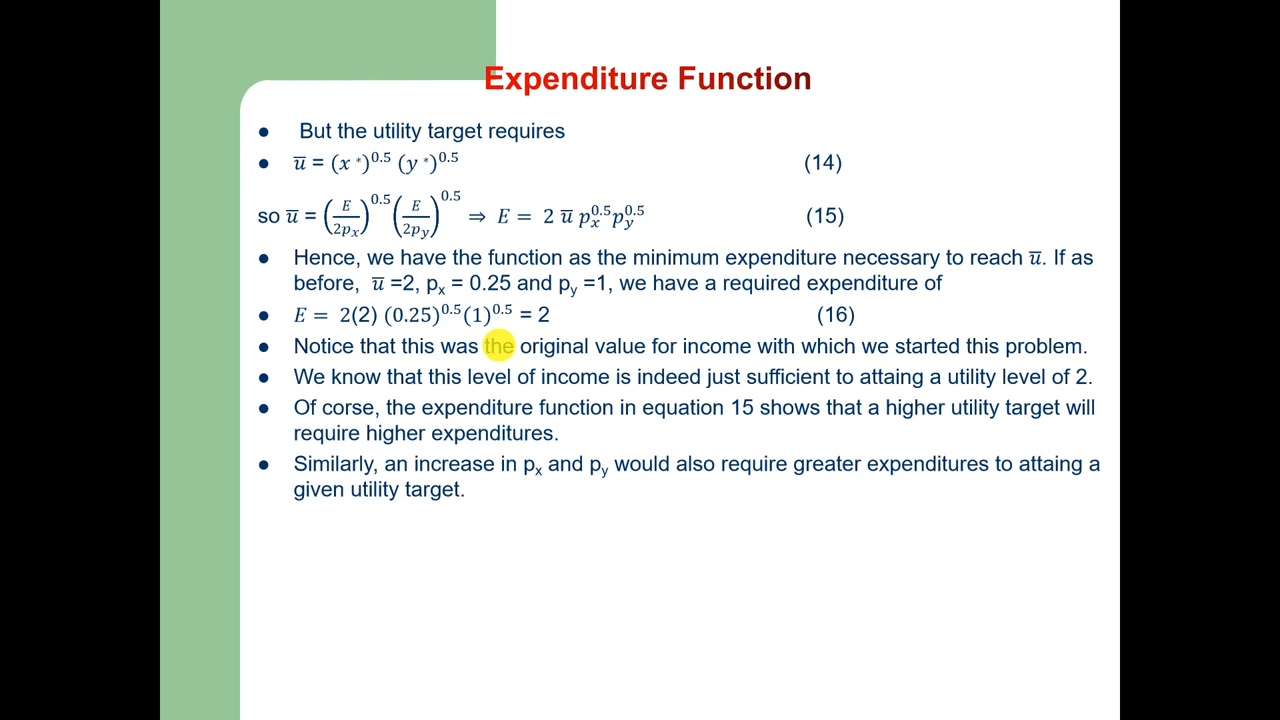 Expenditure Function
● But the utility target requires
● u̅ = (x *)^0.5 (y *)^0.5 (14)
so u̅ = (E/2pₓ)^0.5 (E/2p_y)^0.5 ⇒ E = 2 u̅ pₓ^0.5 p_y^0.5 (15)
● Hence, we have the function as the minimum expenditure necessary to reach u̅. If as
before, u̅ =2, pₓ = 0.25 and p_y =1, we have a required expenditure of
● E = 2(2) (0.25)^0.5 (1)^0.5 = 2 (16)
● Notice that this was the original value for income with which we started this problem.
● We know that this level of income is indeed just sufficient to attaing a utility level of 2.
● Of corse, the expenditure function in equation 15 shows that a higher utility target will
require higher expenditures.
● Similarly, an increase in pₓ and p_y would also require greater expenditures to attaing a
given utility target.